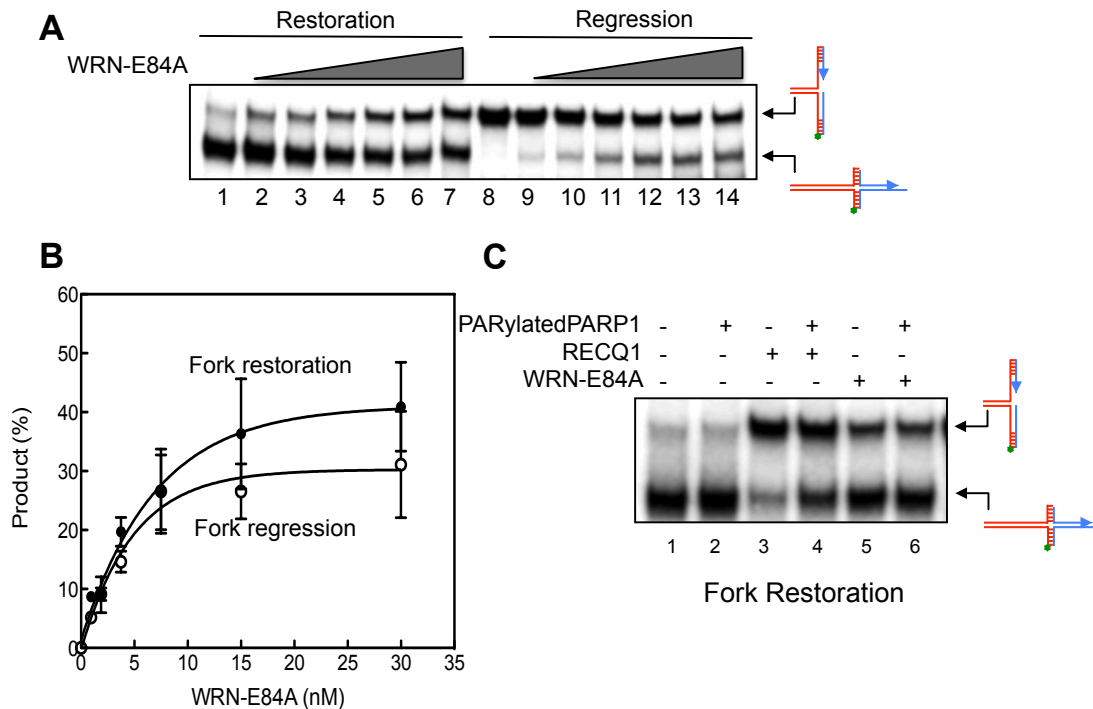 A
Restoration
Regression
WRN-E84A
1 2 3 4 5 6 7 8 9 10 11 12 13 14
B
60
50
40
30
20
10
0
Product (%)
Fork restoration
Fork regression
0 5 10 15 20 25 30 35
WRN-E84A (nM)
C
PARylatedPARP1 - + - + - +
RECQ1 - - + + - -
WRN-E84A - - - - + +
1 2 3 4 5 6
Fork Restoration